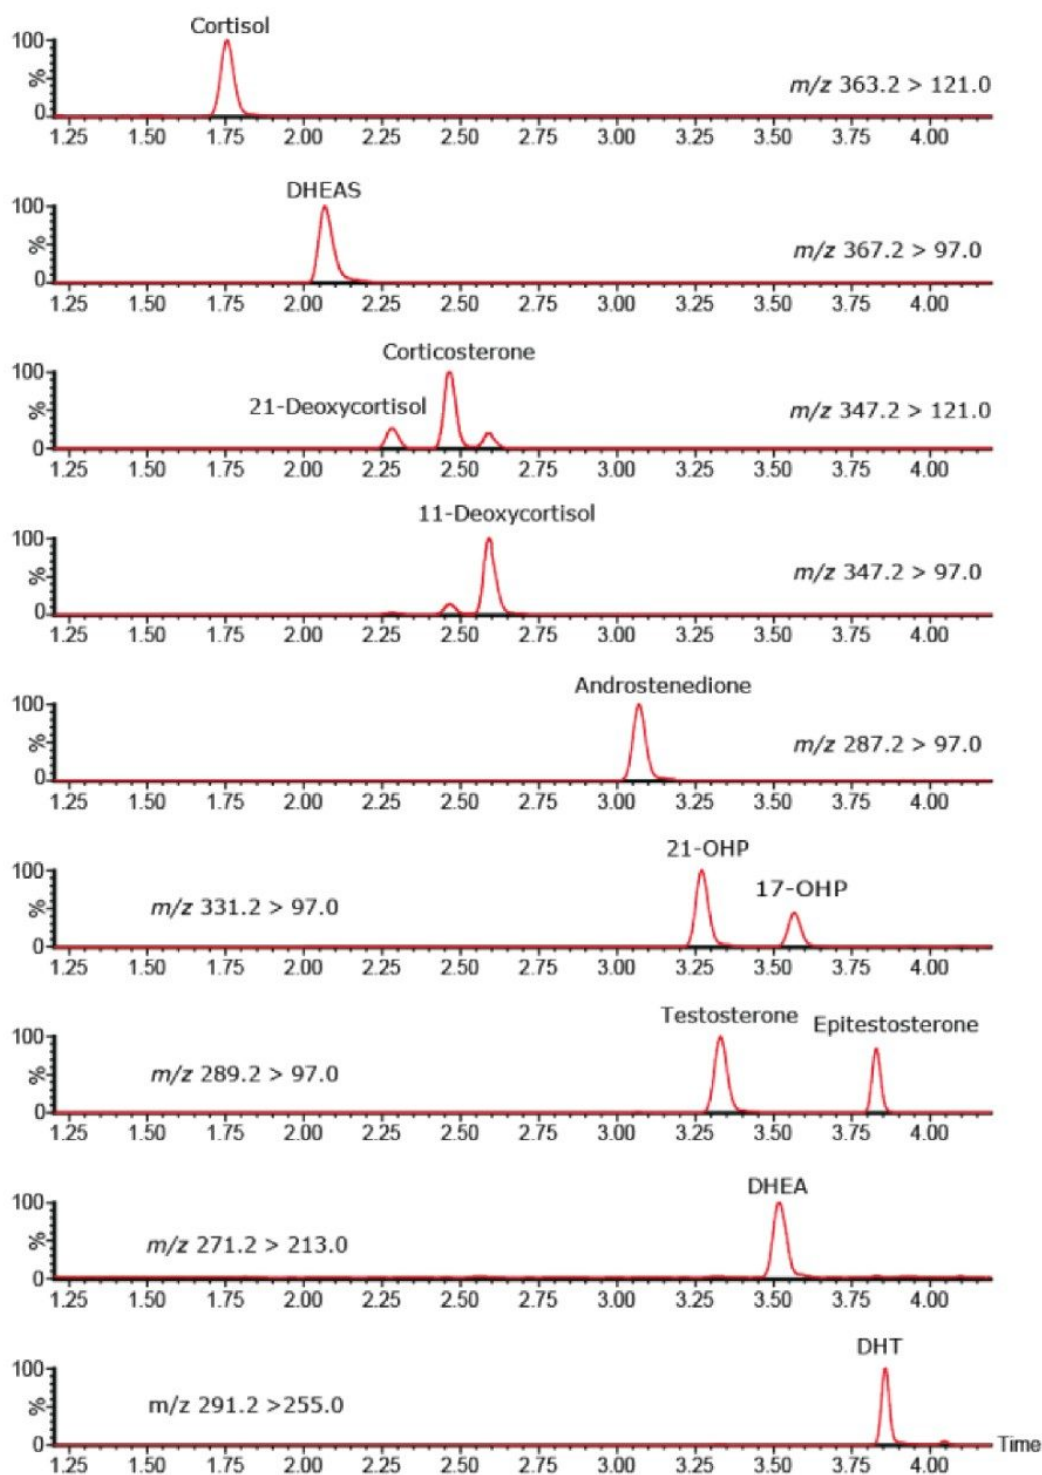 Cortisol
100
%
m/z 363.2 > 121.0
0
1.25 1.50 1.75 2.00 2.25 2.50 2.75 3.00 3.25 3.50 3.75 4.00
DHEAS
100
%
m/z 367.2 > 97.0
0
1.25 1.50 1.75 2.00 2.25 2.50 2.75 3.00 3.25 3.50 3.75 4.00
Corticosterone
100
21-Deoxycortisol
%
m/z 347.2 > 121.0
0
1.25 1.50 1.75 2.00 2.25 2.50 2.75 3.00 3.25 3.50 3.75 4.00
11-Deoxycortisol
100
%
m/z 347.2 > 97.0
0
1.25 1.50 1.75 2.00 2.25 2.50 2.75 3.00 3.25 3.50 3.75 4.00
Androstenedione
100
%
m/z 287.2 > 97.0
0
1.25 1.50 1.75 2.00 2.25 2.50 2.75 3.00 3.25 3.50 3.75 4.00
21-OHP
100
17-OHP
%
m/z 331.2 > 97.0
0
1.25 1.50 1.75 2.00 2.25 2.50 2.75 3.00 3.25 3.50 3.75 4.00
Testosterone Epitestosterone
100
%
m/z 289.2 > 97.0
0
1.25 1.50 1.75 2.00 2.25 2.50 2.75 3.00 3.25 3.50 3.75 4.00
DHEA
100
%
m/z 271.2 > 213.0
0
1.25 1.50 1.75 2.00 2.25 2.50 2.75 3.00 3.25 3.50 3.75 4.00
DHT
100
%
m/z 291.2 >255.0
0
Time
1.25 1.50 1.75 2.00 2.25 2.50 2.75 3.00 3.25 3.50 3.75 4.00